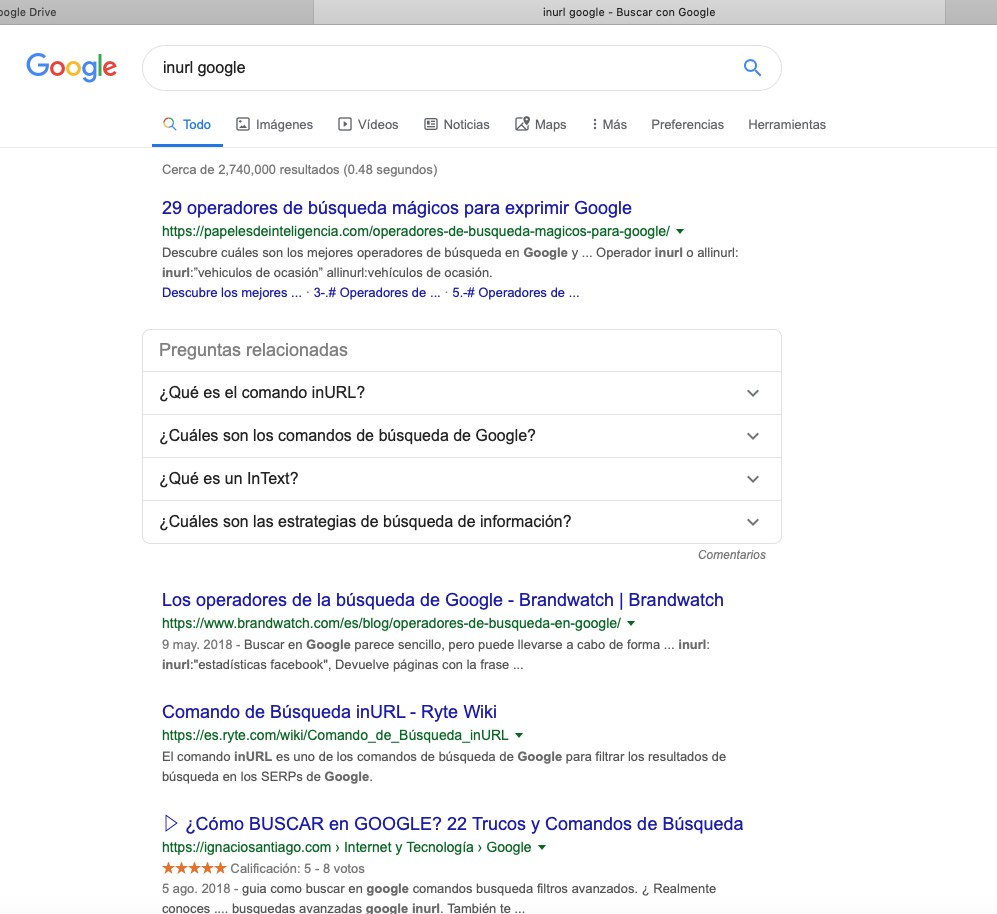 oogle Drive
inurl google - Buscar con Google
Google
inurl google
Todo Imágenes Vídeos Noticias Maps Más Preferencias Herramientas
Cerca de 2,740,000 resultados (0.48 segundos)
29 operadores de búsqueda mágicos para exprimir Google
https://papelesdeinteligencia.com/operadores-de-busqueda-magicos-para-google/
Descubre cuáles son los mejores operadores de búsqueda en Google y ... Operador inurl o allinurl:
inurl:”vehiculos de ocasión” allinurl:vehículos de ocasión.
Descubre los mejores ... · 3-.# Operadores de ... · 5.-# Operadores de ...
Preguntas relacionadas
¿Qué es el comando inURL?
¿Cuáles son los comandos de búsqueda de Google?
¿Qué es un InText?
¿Cuáles son las estrategias de búsqueda de información?
Comentarios
Los operadores de la búsqueda de Google - Brandwatch | Brandwatch
https://www.brandwatch.com/es/blog/operadores-de-busqueda-en-google/
9 may. 2018 - Buscar en Google parece sencillo, pero puede llevarse a cabo de forma ... inurl:
inurl:"estadísticas facebook", Devuelve páginas con la frase ...
Comando de Búsqueda inURL - Ryte Wiki
https://es.ryte.com/wiki/Comando_de_Búsqueda_inURL
El comando inURL es uno de los comandos de búsqueda de Google para filtrar los resultados de
búsqueda en los SERPs de Google.
▷ ¿Cómo BUSCAR en GOOGLE? 22 Trucos y Comandos de Búsqueda
https://ignaciosantiago.com › Internet y Tecnología › Google
★★★★★ Calificación: 5 - 8 votos
5 ago. 2018 - guia como buscar en google comandos busqueda filtros avanzados. ¿ Realmente
conoces .... busquedas avanzadas google inurl. También te ...